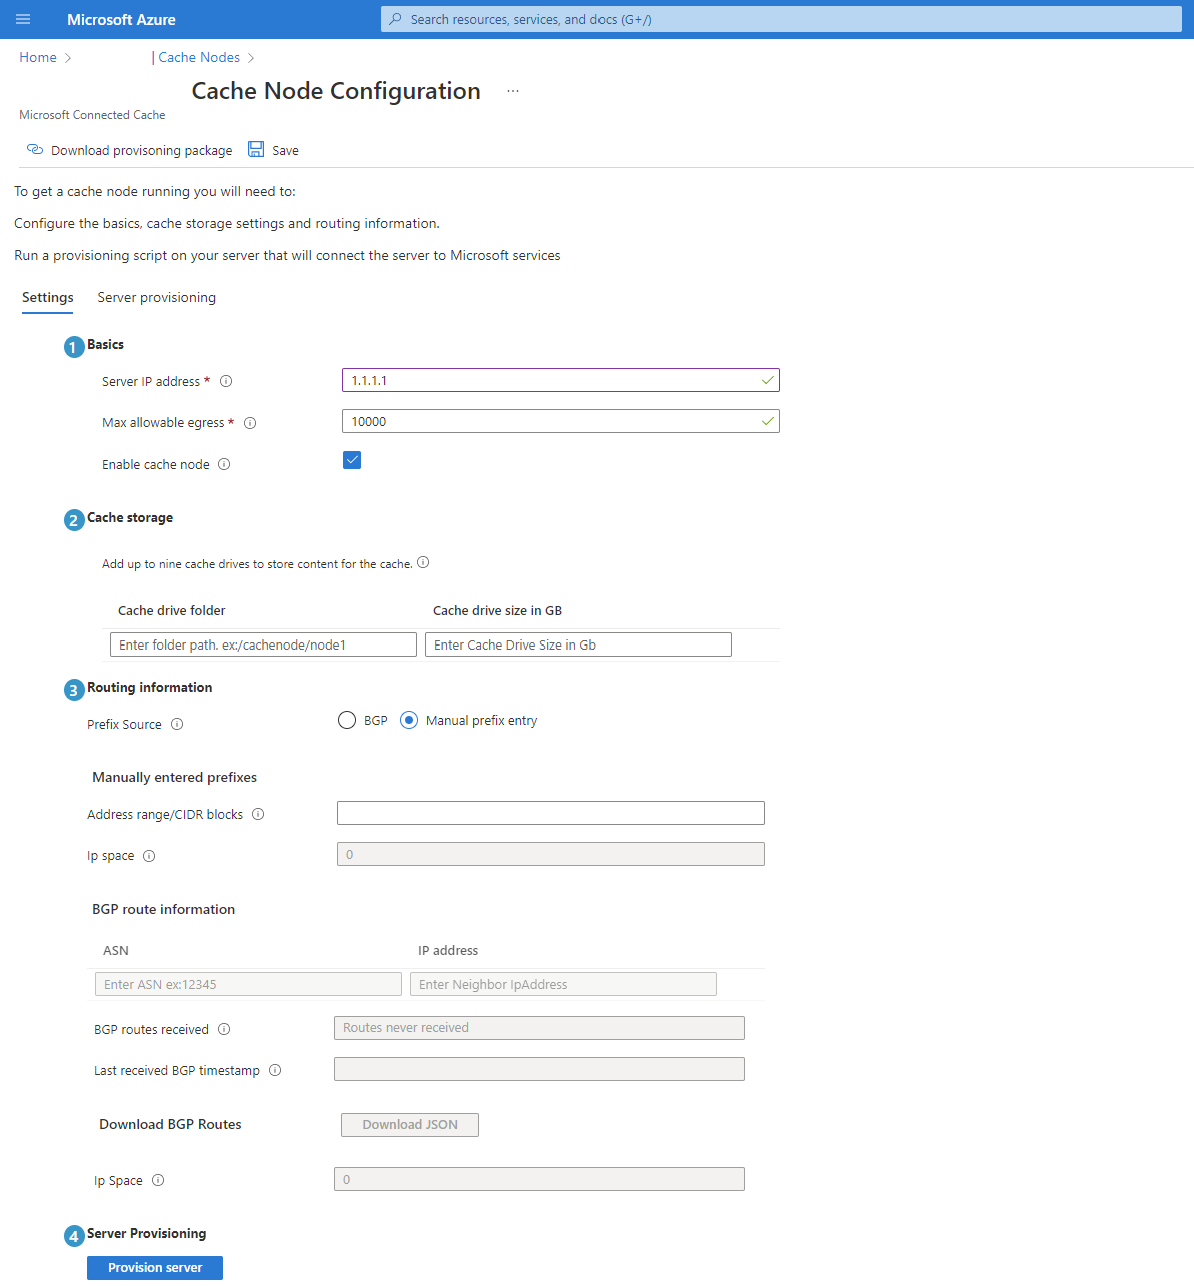 Microsoft Azure
Search resources, services, and docs (G+/)
Home > | Cache Nodes >
Cache Node Configuration ...
Microsoft Connected Cache
Download provisoning package Save
To get a cache node running you will need to:
Configure the basics, cache storage settings and routing information.
Run a provisioning script on your server that will connect the server to Microsoft services
Settings Server provisioning
1 Basics
Server IP address * 1.1.1.1
Max allowable egress * 10000
Enable cache node
2 Cache storage
Add up to nine cache drives to store content for the cache.
Cache drive folder Cache drive size in GB
Enter folder path. ex:/cachenode/node1 Enter Cache Drive Size in Gb
3 Routing information
Prefix Source BGP Manual prefix entry
Manually entered prefixes
Address range/CIDR blocks
Ip space 0
BGP route information
ASN IP address
Enter ASN ex:12345 Enter Neighbor IpAddress
BGP routes received Routes never received
Last received BGP timestamp
Download BGP Routes Download JSON
Ip Space 0
4 Server Provisioning
Provision server